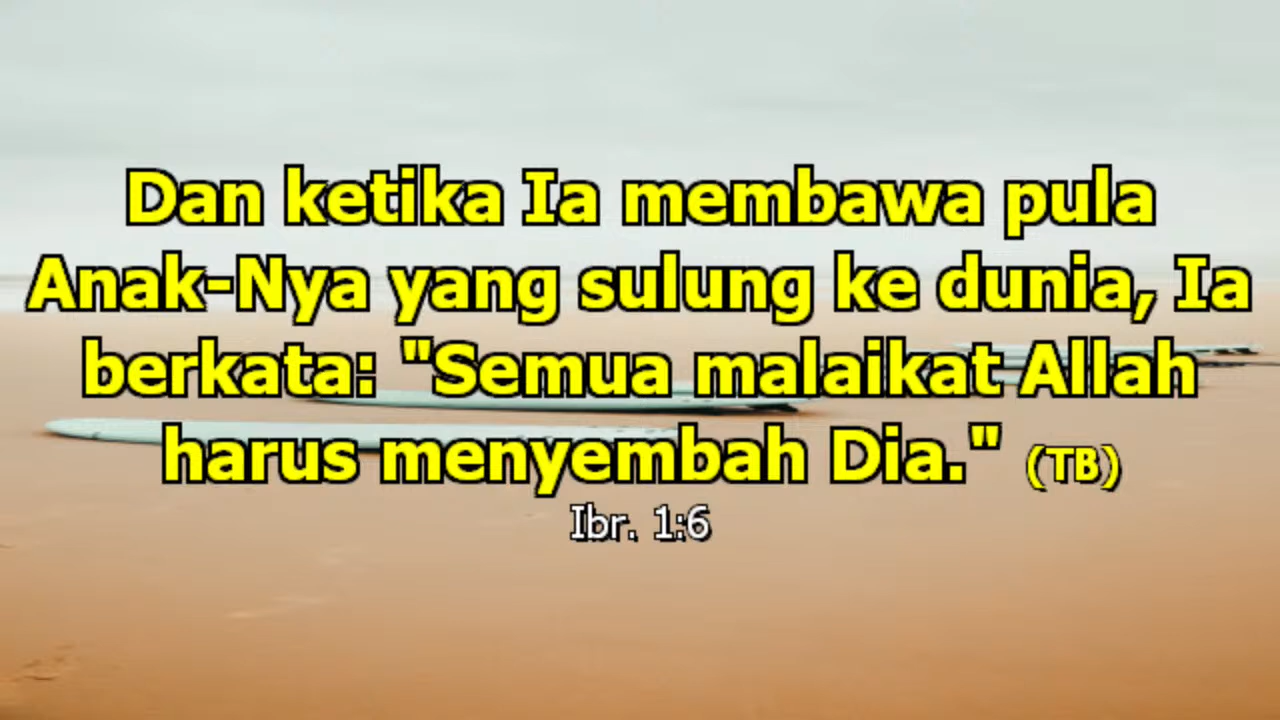 Dan ketika Ia membawa pula
Anak-Nya yang sulung ke dunia, Ia
berkata: "Semua malaikat Allah
harus menyembah Dia." (TB)
Ibr. 1:6